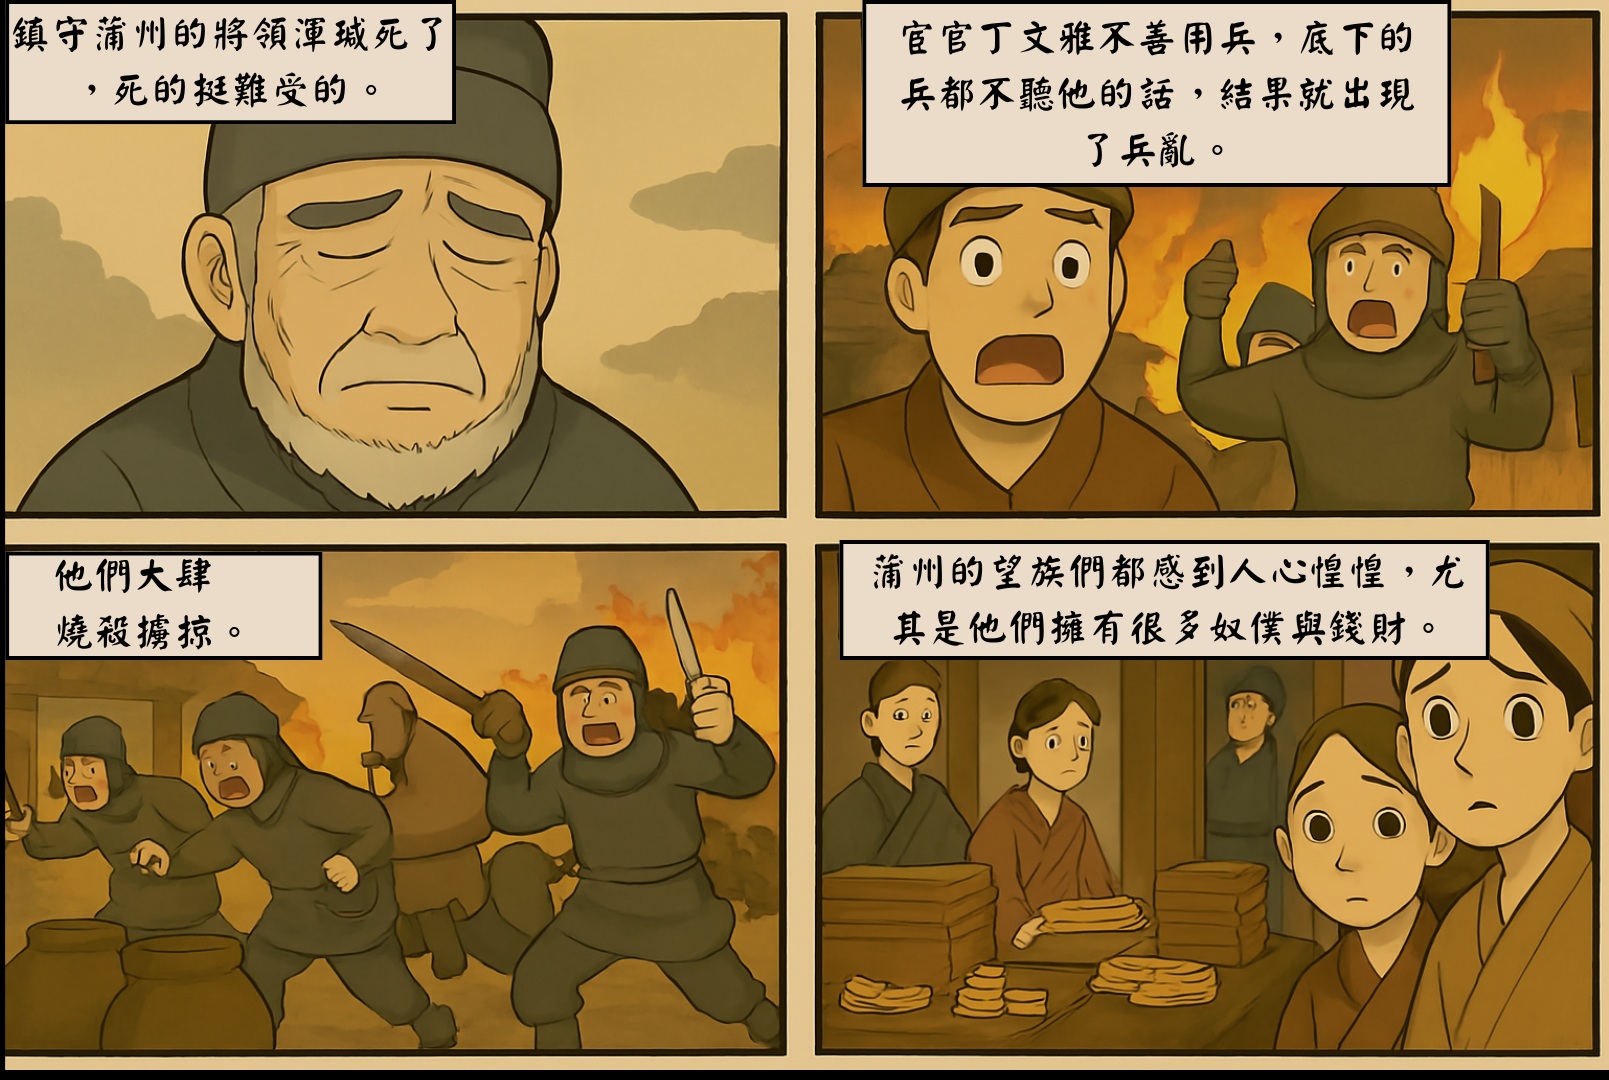 鎮守蒲州的將領渾瑊死了
，死的挺難受的。
宦官丁文雅不善用兵，底下的
兵都不聽他的話，結果就出現
了兵亂。
他們大肆
燒殺擄掠。
蒲州的望族們都感到人心惶惶，尤
其是他們擁有很多奴僕與錢財。